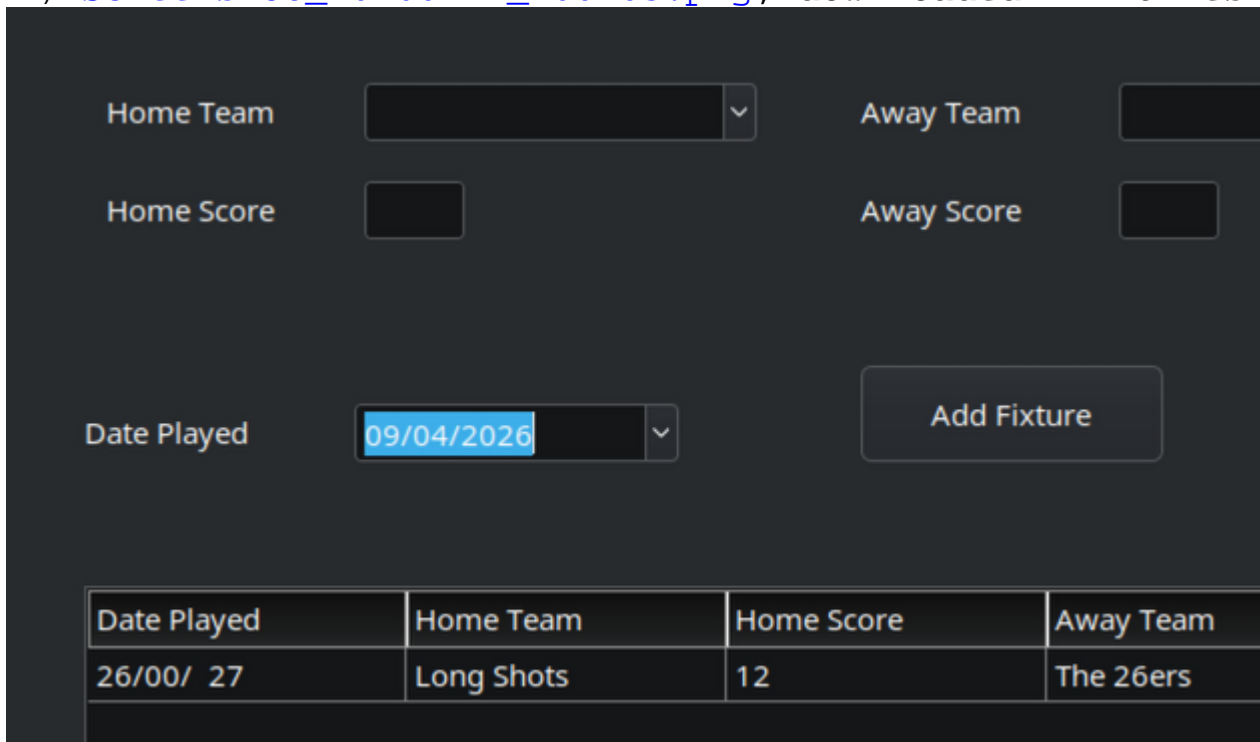 Home Team Away Team
Home Score Away Score
Date Played 09/04/2026 Add Fixture
Date Played Home Team Home Score Away Team
26/00/ 27 Long Shots 12 The 26ers